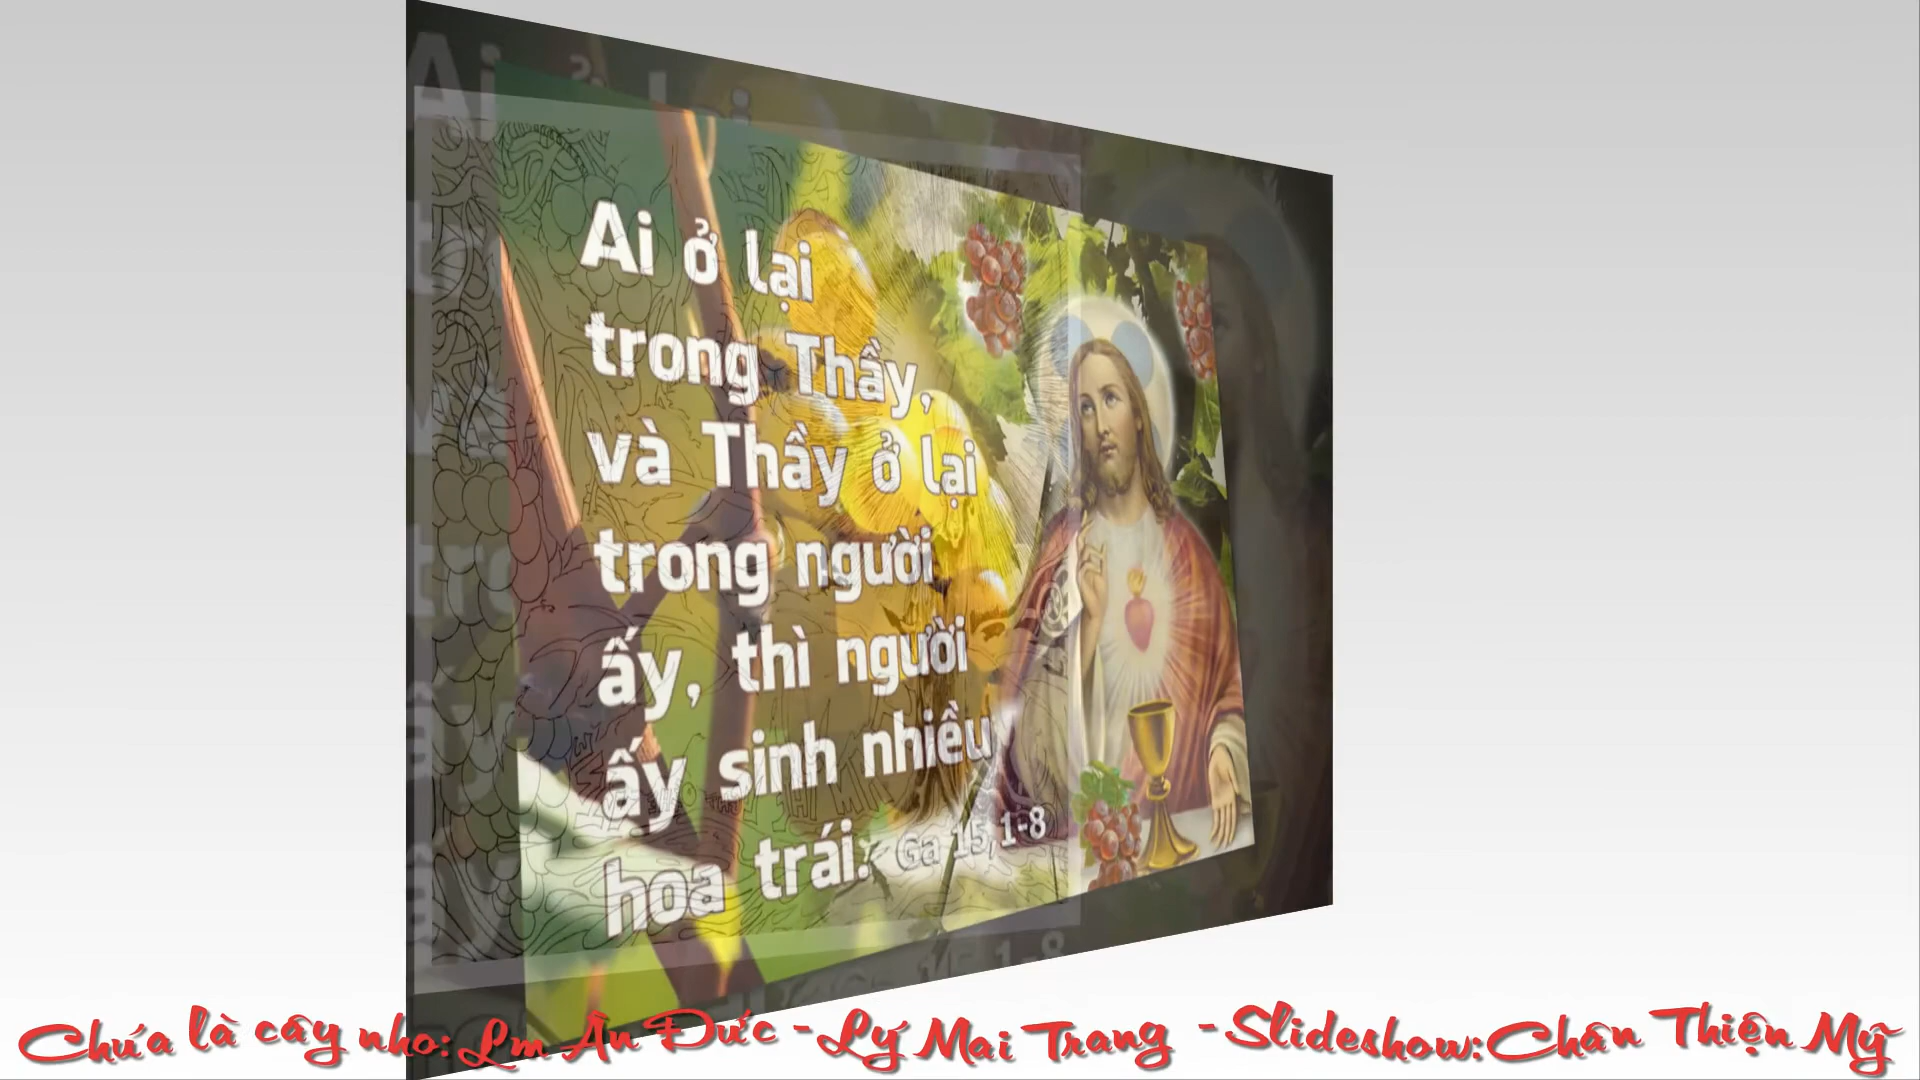 Ai ở lại
trong Thầy,
và Thầy ở lại
trong người
ấy, thì người
ấy sinh nhiều
hoa trái. Ga 15,1-8
Chúa là cây nho: Lm Ân Đức - Lý Mai Trang - Slideshow: Chân Thiện Mỹ